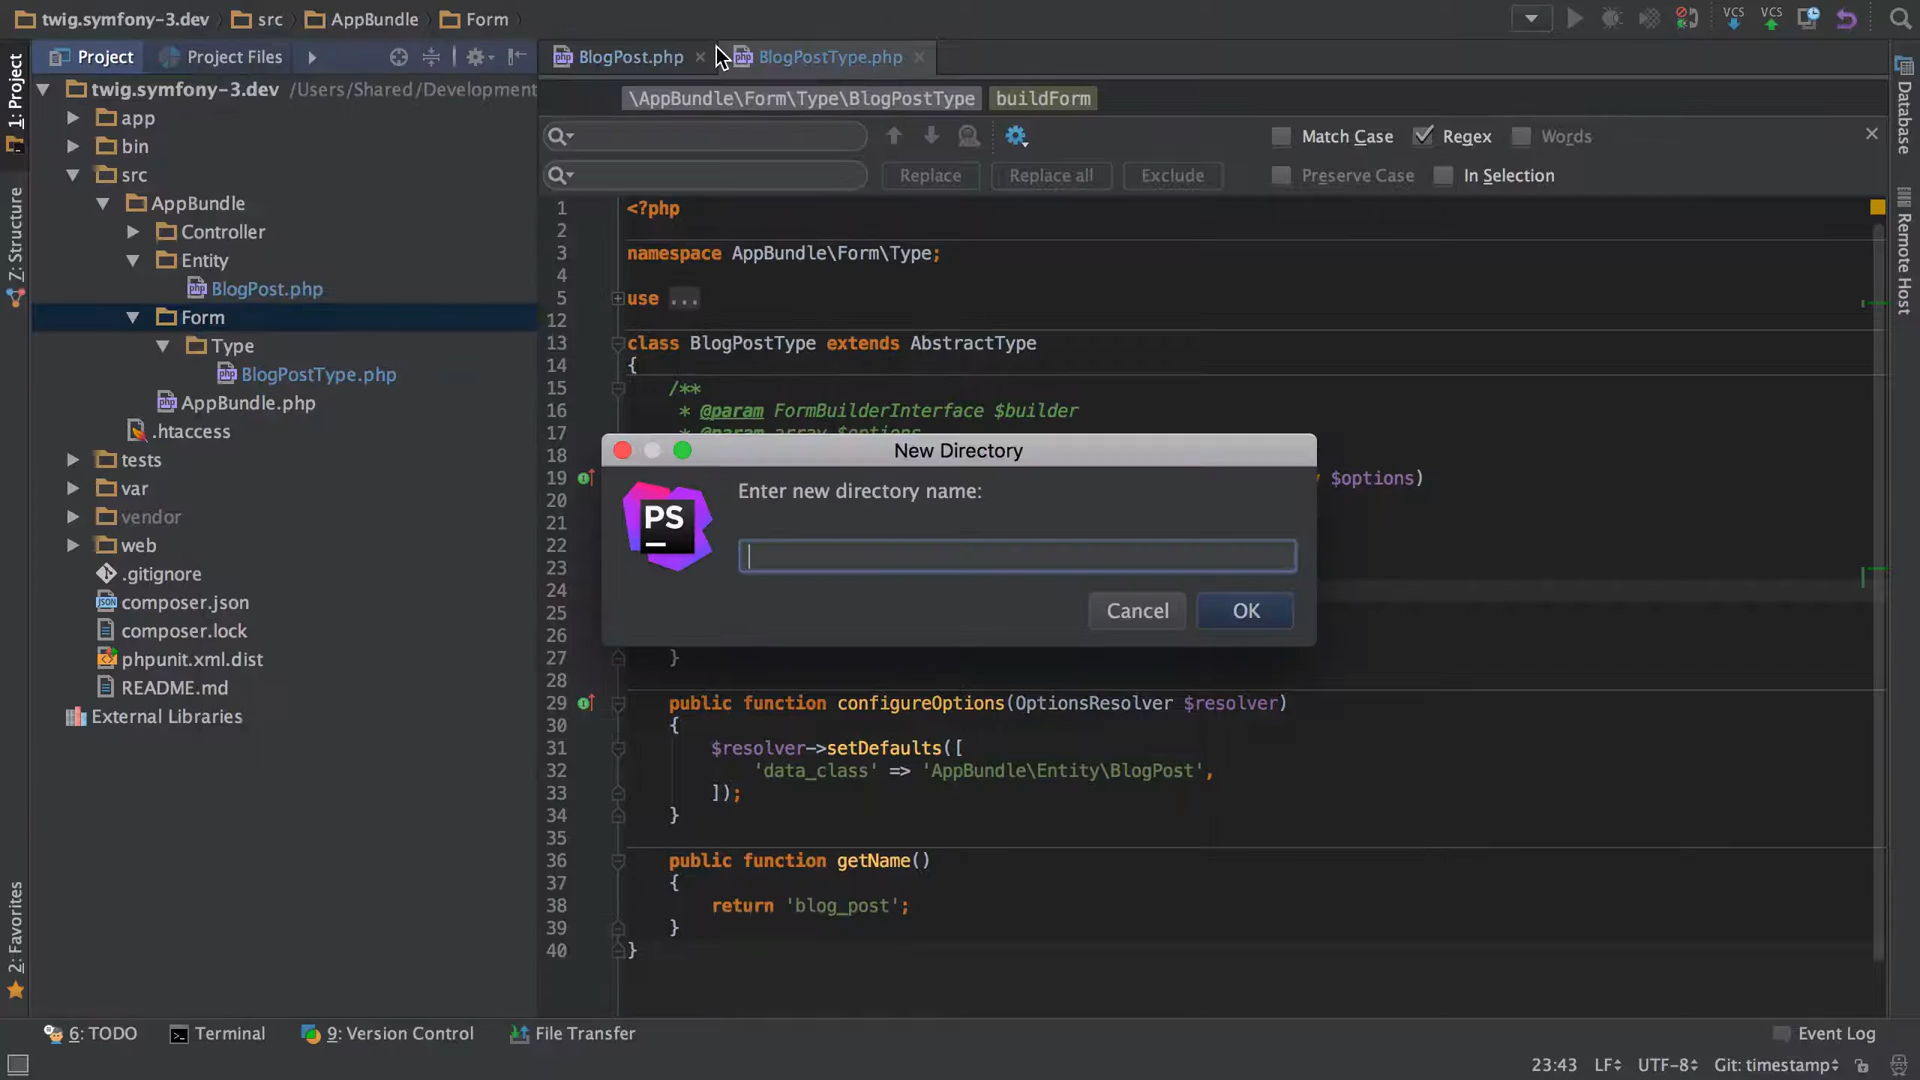 twig.symfony-3.dev src AppBundle Form
VCS VCS
1: Project
Z: Structure
2: Favorites
Project Project Files
twig.symfony-3.dev /Users/Shared/Development
app
bin
src
AppBundle
Controller
Entity
BlogPost.php
Form
Type
BlogPostType.php
AppBundle.php
.htaccess
tests
var
vendor
web
.gitignore
composer.json
composer.lock
phpunit.xml.dist
README.md
External Libraries
BlogPost.php BlogPostType.php
\AppBundle\Form\Type\BlogPostType buildForm
Match Case Regex Words
Replace Replace all Exclude Preserve Case In Selection
1 <?php
2
3 namespace AppBundle\Form\Type;
4
5 use ...
12
13 class BlogPostType extends AbstractType
14 {
15 /**
16 * @param FormBuilderInterface $builder
17 * @param array $options
18
19 $options)
20
21
22
23
24
25
26
27 }
28
29 public function configureOptions(OptionsResolver $resolver)
30 {
31 $resolver->setDefaults([
32 'data_class' => 'AppBundle\Entity\BlogPost',
33 ]);
34 }
35
36 public function getName()
37 {
38 return 'blog_post';
39 }
40 }
New Directory
PS
Enter new directory name:
Cancel OK
Database
Remote Host
6: TODO Terminal 9: Version Control File Transfer Event Log
23:43 LF UTF-8 Git: timestamp